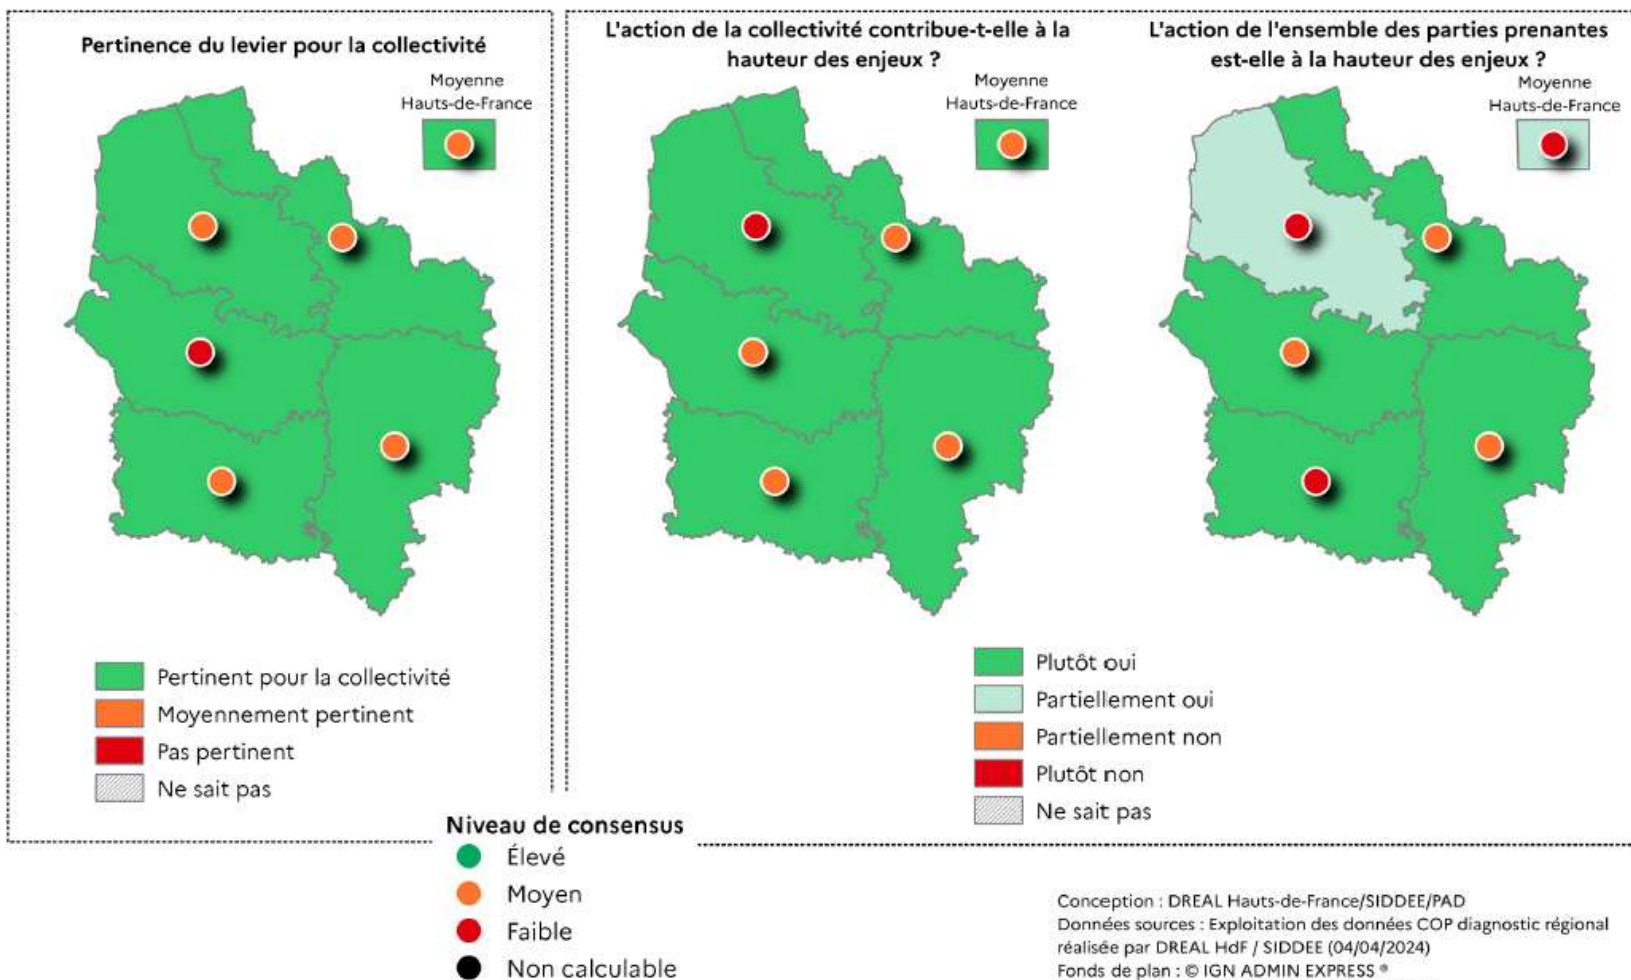 Pertinence du levier pour la collectivité
Moyenne
Hauts-de-France
L'action de la collectivité contribue-t-elle à la
hauteur des enjeux ?
Moyenne
Hauts-de-France
L'action de l'ensemble des parties prenantes
est-elle à la hauteur des enjeux ?
Moyenne
Hauts-de-France
Pertinent pour la collectivité
Moyennement pertinent
Pas pertinent
Ne sait pas
Plutôt oui
Partiellement oui
Partiellement non
Plutôt non
Ne sait pas
Niveau de consensus
Élevé
Moyen
Faible
Non calculable
Conception : DREAL Hauts-de-France/SIDDEE/PAD
Données sources : Exploitation des données COP diagnostic régional
réalisée par DREAL HdF / SIDDEE (04/04/2024)
Fonds de plan : © IGN ADMIN EXPRESS ®